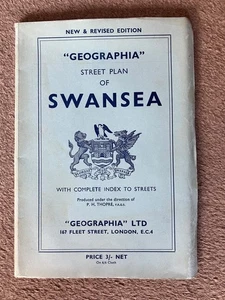 NEW & REVISED EDITION
"GEOGRAPHIA"
STREET PLAN
OF
SWANSEA
WITH COMPLETE INDEX TO STREETS
Produced under the direction of
P. H. THOPRE, F.R.G.S.
"GEOGRAPHIA" LTD
167 FLEET STREET, LONDON, E.C.4
PRICE 3/- NET